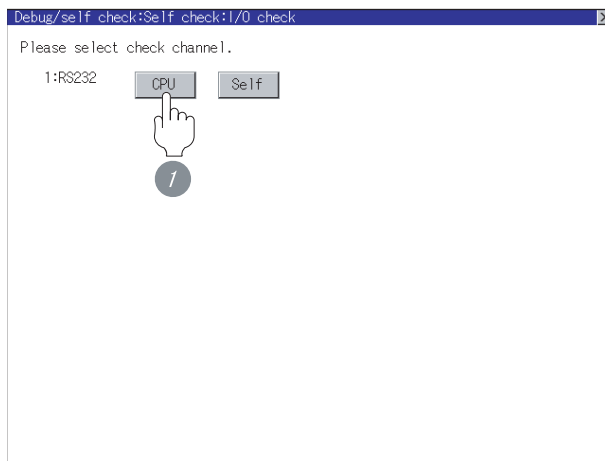 Debug/self check:Self check:I/O check
Please select check channel.
1:RS232 CPU Self
1